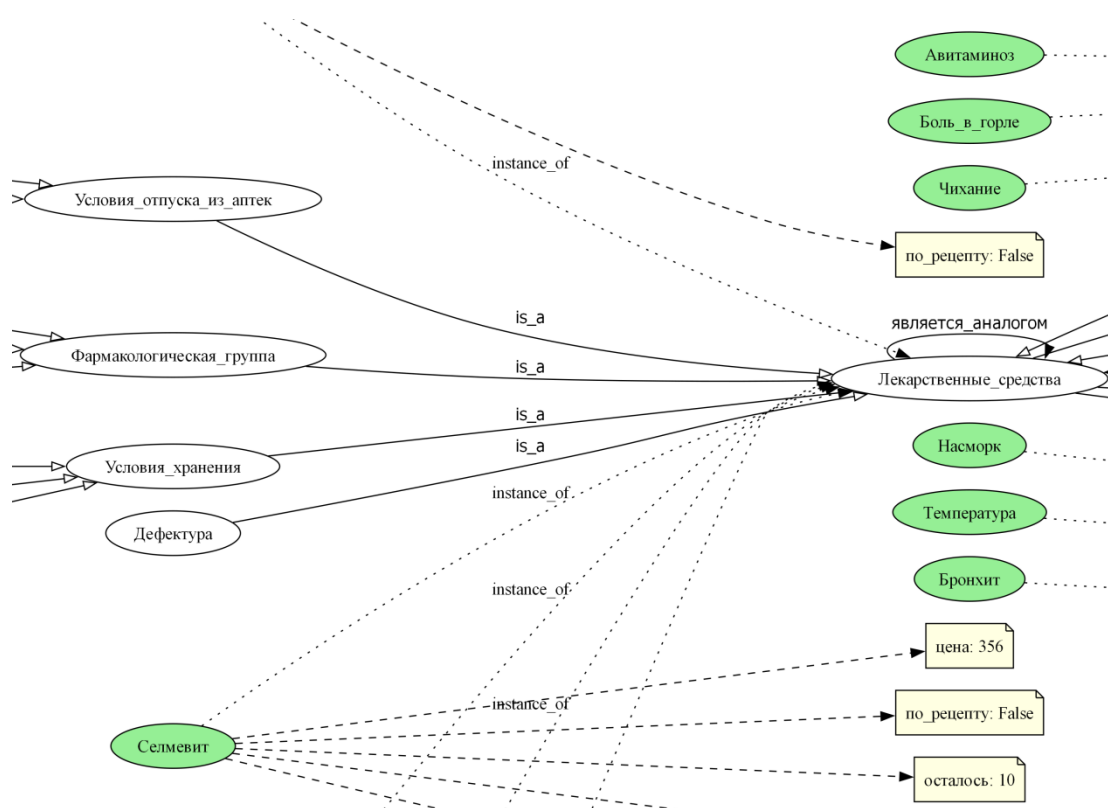 Авитаминоз
Боль_в_горле
instance_of
Чихание
Условия_отпуска_из_аптек
по_рецепту: False
is_a
является_аналогом
Фармакологическая_группа
is_a
Лекарственные_средства
is_a
is_a
Насморк
Условия_хранения
instance_of
Температура
Дефектура
Бронхит
instance_of
цена: 356
instance_of
по_рецепту: False
Селмевит
осталось: 10